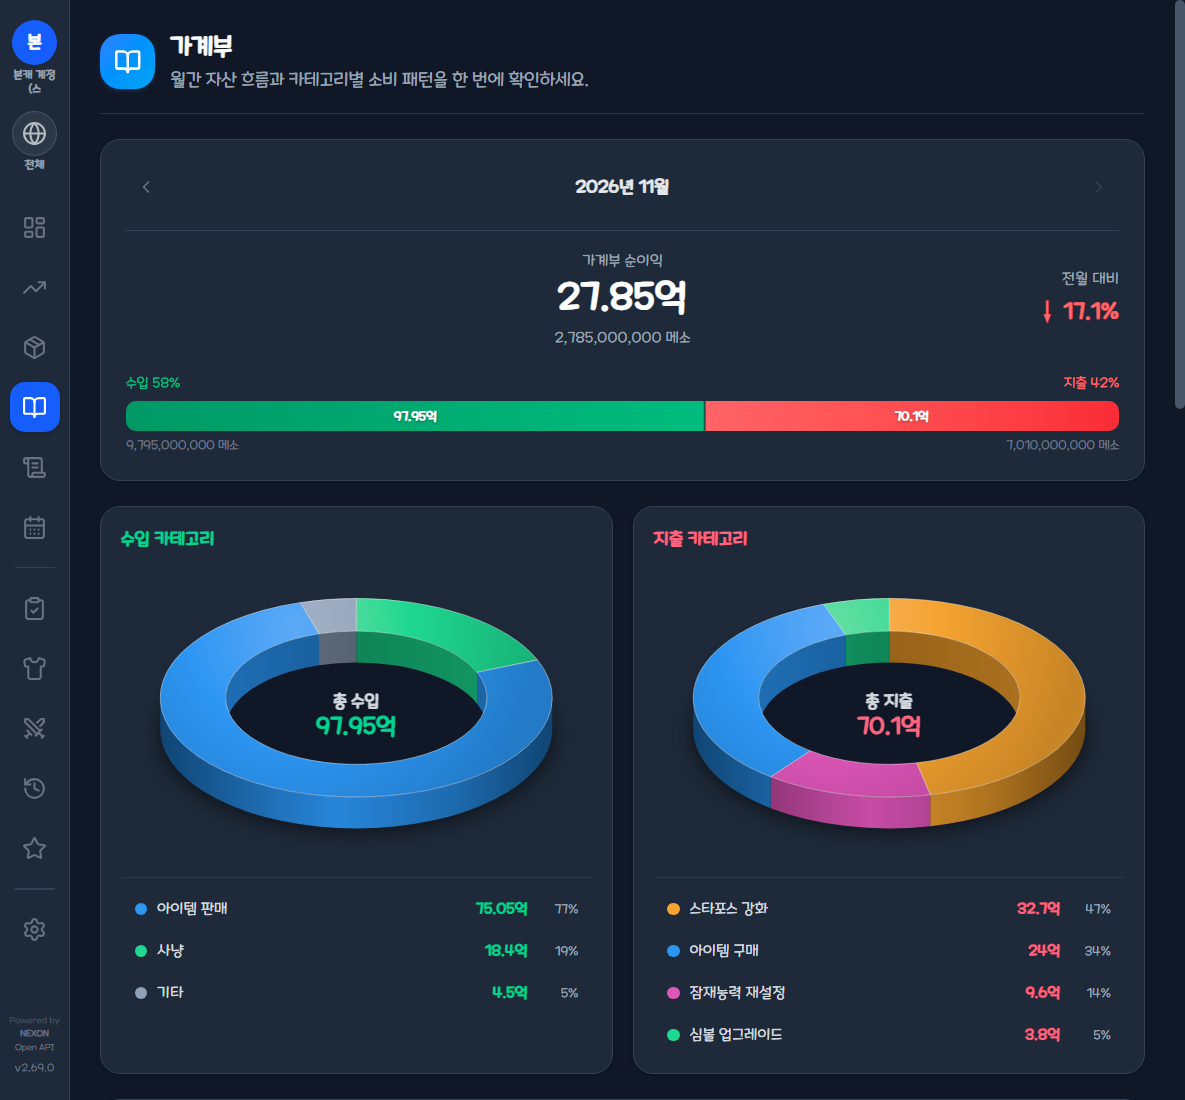 본
본캐 계정
(스
전체
Powered by
NEXON
Open API
v2.69.0
가계부
월간 자산 흐름과 카테고리별 소비 패턴을 한 번에 확인하세요.
2026년 11월
가계부 순이익
27.85억
2,785,000,000 메소
전월 대비
↓ 17.1%
수입 58%
지출 42%
97.95억
70.1억
9,795,000,000 메소
7,010,000,000 메소
수입 카테고리
총 수입
97.95억
아이템 판매 75.05억 77%
사냥 18.4억 19%
기타 4.5억 5%
지출 카테고리
총 지출
70.1억
스타포스 강화 32.7억 47%
아이템 구매 24억 34%
잠재능력 재설정 9.6억 14%
심볼 업그레이드 3.8억 5%